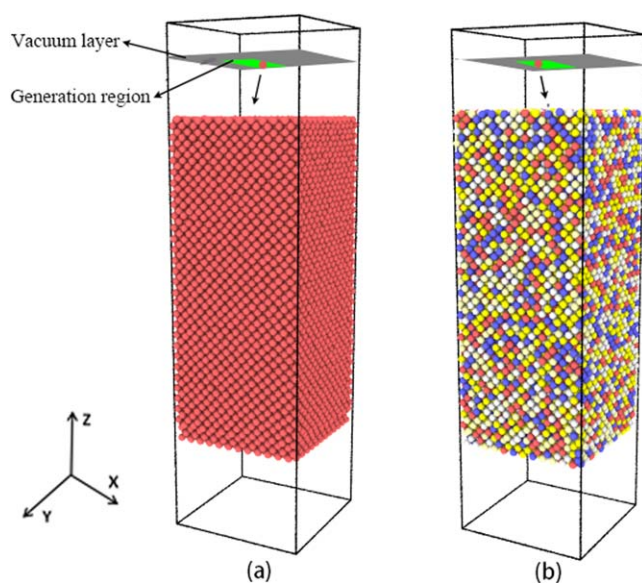 Vacuum layer
Generation region
Z
X
Y
(a)
(b)